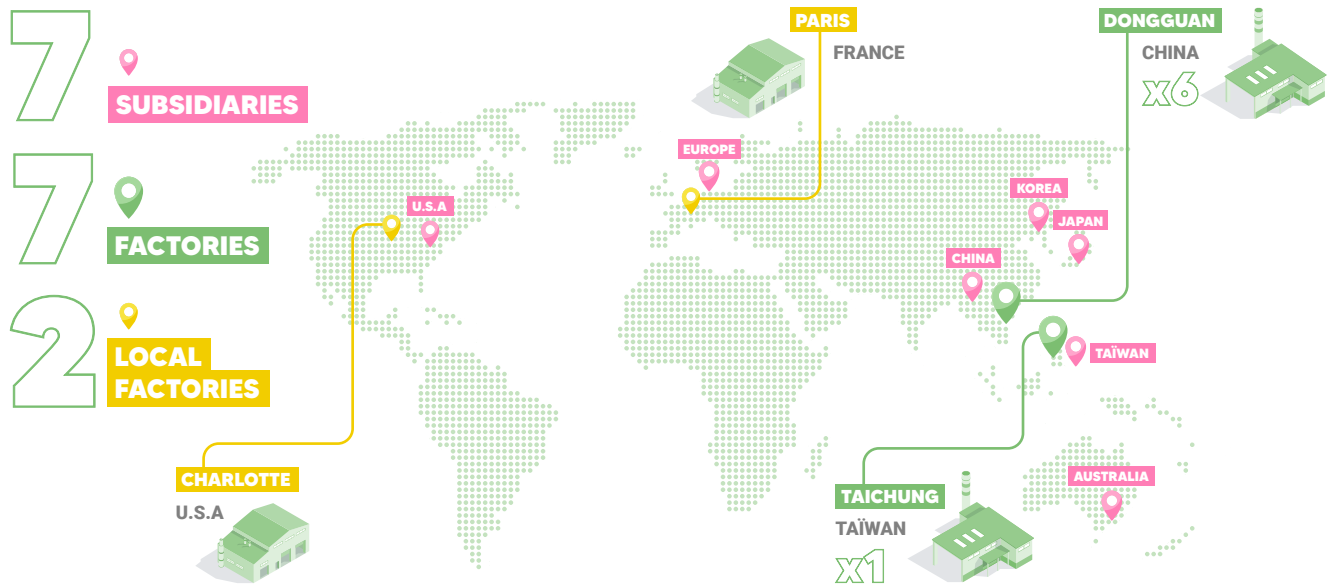 7
SUBSIDIARIES
7
FACTORIES
2
LOCAL
FACTORIES
PARIS
FRANCE
DONGGUAN
CHINA
x6
EUROPE
U.S.A
KOREA
JAPAN
CHINA
TAÏWAN
AUSTRALIA
CHARLOTTE
U.S.A
TAICHUNG
TAÏWAN
x1